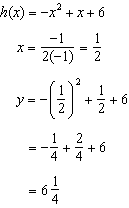 h(x) = −x² + x + 6
x = −1/2(−1) = 1/2
y = −(1/2)² + 1/2 + 6
= −1/4 + 2/4 + 6
= 6 1/4